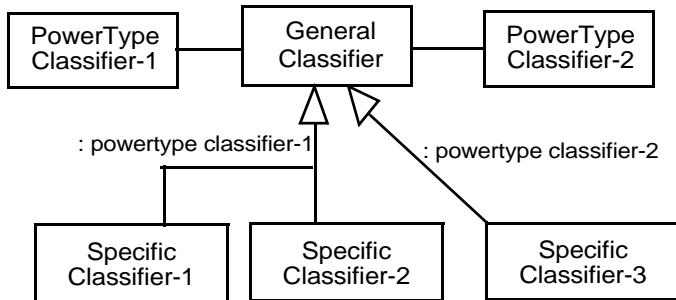 PowerType
Classifier-1
General
Classifier
PowerType
Classifier-2
: powertype classifier-1
: powertype classifier-2
Specific
Classifier-1
Specific
Classifier-2
Specific
Classifier-3